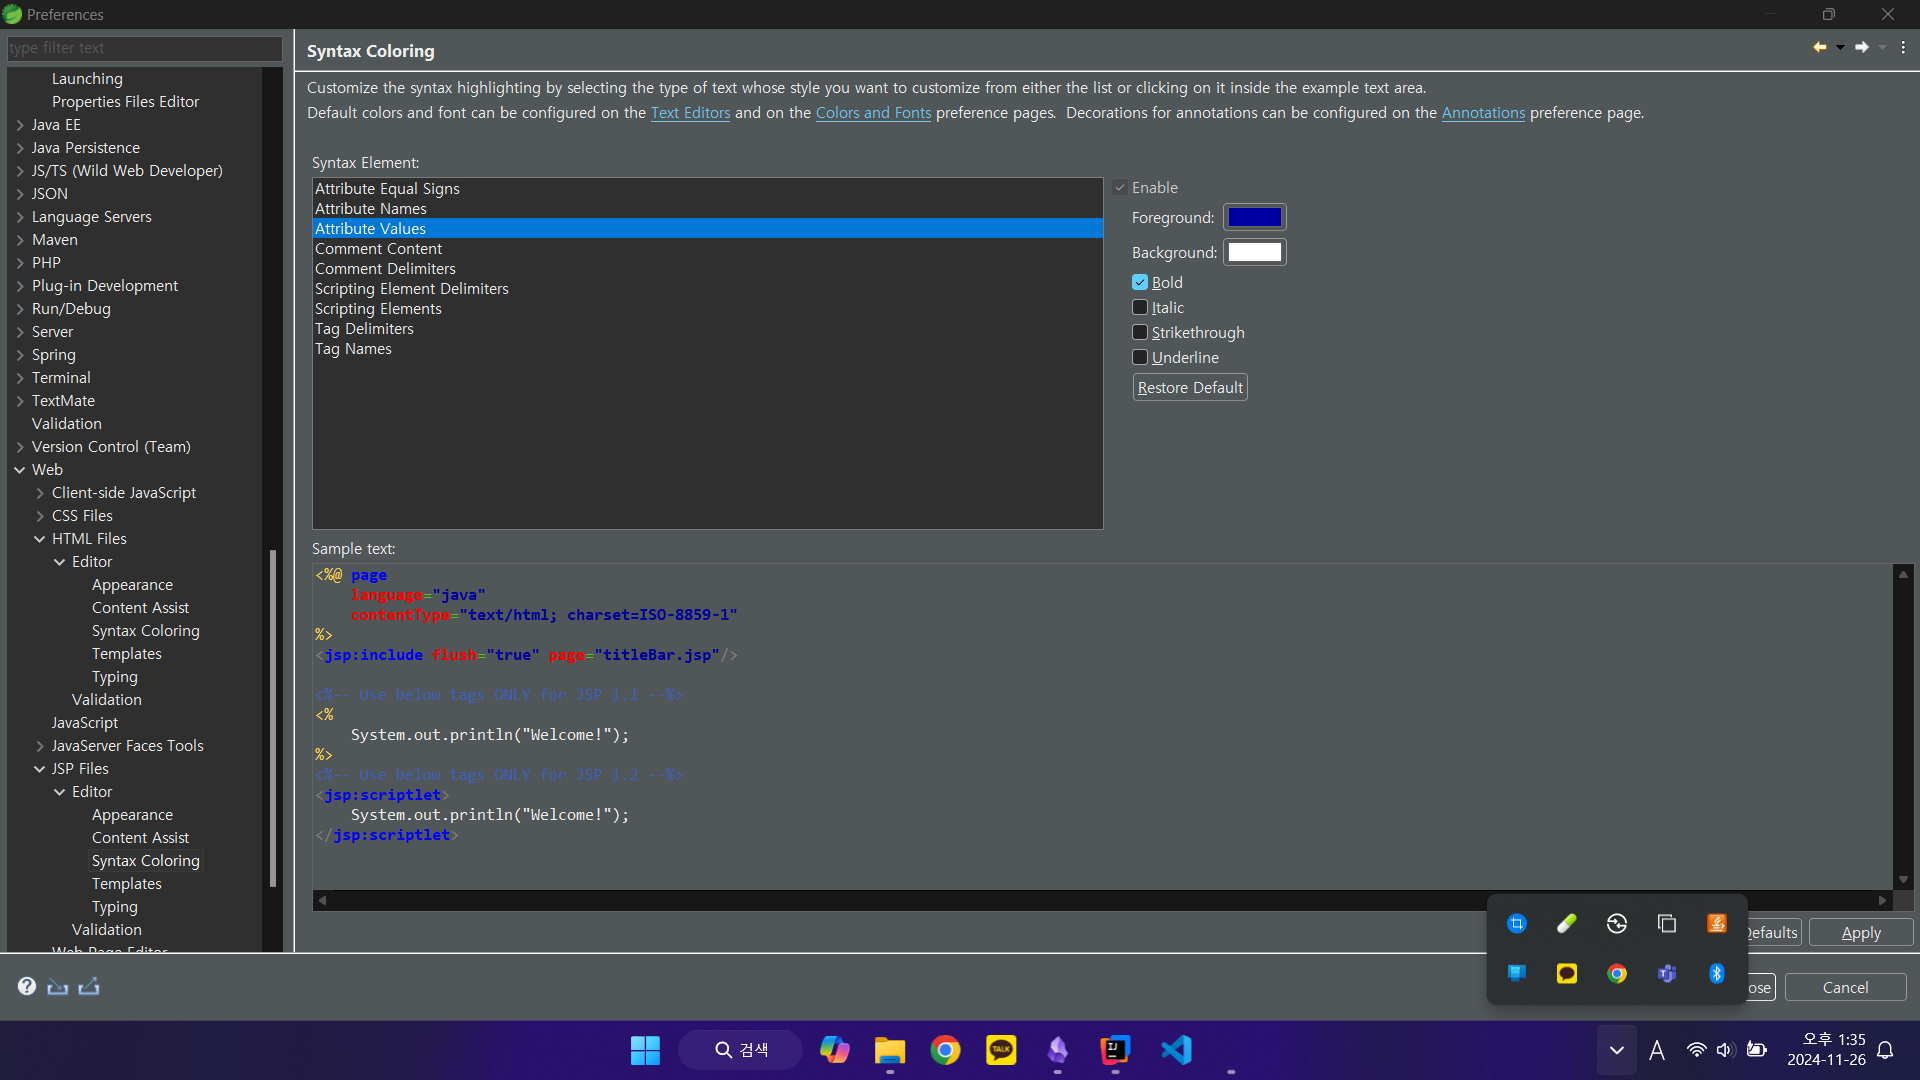 Preferences
type filter text
Launching
Properties Files Editor
Java EE
Java Persistence
JS/TS (Wild Web Developer)
JSON
Language Servers
Maven
PHP
Plug-in Development
Run/Debug
Server
Spring
Terminal
TextMate
Validation
Version Control (Team)
Web
Client-side JavaScript
CSS Files
HTML Files
Editor
Appearance
Content Assist
Syntax Coloring
Templates
Typing
Validation
JavaScript
JavaServer Faces Tools
JSP Files
Editor
Appearance
Content Assist
Syntax Coloring
Templates
Typing
Validation
Web Page Editor
Syntax Coloring
Customize the syntax highlighting by selecting the type of text whose style you want to customize from either the list or clicking on it inside the example text area.
Default colors and font can be configured on the Text Editors and on the Colors and Fonts preference pages.  Decorations for annotations can be configured on the Annotations preference page.
Syntax Element:
Attribute Equal Signs
Attribute Names
Attribute Values
Comment Content
Comment Delimiters
Scripting Element Delimiters
Scripting Elements
Tag Delimiters
Tag Names
Enable
Foreground:
Background:
Bold
Italic
Strikethrough
Underline
Restore Default
Sample text:
<%@ page
    language="java"
    contentType="text/html; charset=ISO-8859-1"
%>
<jsp:include flush="true" page="titleBar.jsp"/>
<%-- Use below tags ONLY for JSP 1.1 --%>
<%
    System.out.println("Welcome!");
%>
<%-- Use below tags ONLY for JSP 1.2 --%>
<jsp:scriptlet>
    System.out.println("Welcome!");
</jsp:scriptlet>
Defaults
Apply
ose
Cancel
검색
TALK
IJ
A
오후 1:35
2024-11-26